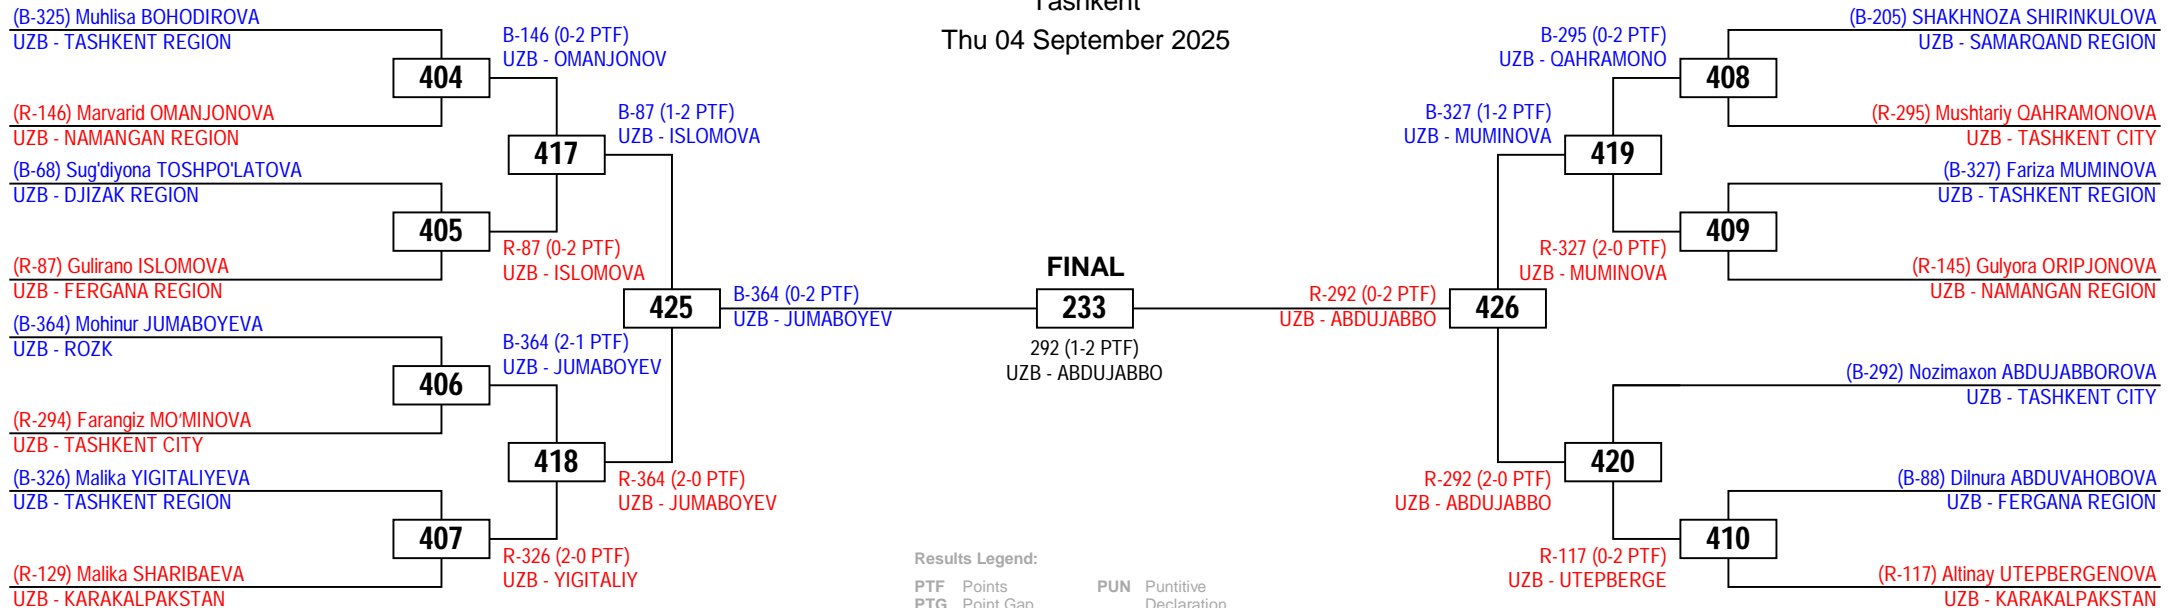 Tashkent
Thu 04 September 2025
(B-325) Muhlisa BOHODIROVA
UZB - TASHKENT REGION
404
(R-146) Marvarid OMANJONOVA
UZB - NAMANGAN REGION
(B-68) Sug'diyona TOSHPO'LATOVA
UZB - DJIZAK REGION
405
(R-87) Gulirano ISLOMOVA
UZB - FERGANA REGION
(B-364) Mohinur JUMABOYEVA
UZB - ROZK
406
(R-294) Farangiz MO'MINOVA
UZB - TASHKENT CITY
(B-326) Malika YIGITALIYEVA
UZB - TASHKENT REGION
407
(R-129) Malika SHARIBAEVA
UZB - KARAKALPAKSTAN
B-146 (0-2 PTF)
UZB - OMANJONOV
417
R-87 (0-2 PTF)
UZB - ISLOMOVA
B-364 (2-1 PTF)
UZB - JUMABOYEV
418
R-326 (2-0 PTF)
UZB - YIGITALIY
B-87 (1-2 PTF)
UZB - ISLOMOVA
425
R-364 (2-0 PTF)
UZB - JUMABOYEV
B-364 (0-2 PTF)
UZB - JUMABOYEV
FINAL
233
292 (1-2 PTF)
UZB - ABDUJABBO
R-292 (0-2 PTF)
UZB - ABDUJABBO
426
B-327 (1-2 PTF)
UZB - MUMINOVA
R-292 (2-0 PTF)
UZB - ABDUJABBO
B-295 (0-2 PTF)
UZB - QAHRAMONO
419
R-327 (2-0 PTF)
UZB - MUMINOVA
420
R-117 (0-2 PTF)
UZB - UTEPBERGE
(B-205) SHAKHNOZA SHIRINKULOVA
UZB - SAMARQAND REGION
408
(R-295) Mushtariy QAHRAMONOVA
UZB - TASHKENT CITY
(B-327) Fariza MUMINOVA
UZB - TASHKENT REGION
409
(R-145) Gulyora ORIPJONOVA
UZB - NAMANGAN REGION
(B-292) Nozimaxon ABDUJABBOROVA
UZB - TASHKENT CITY
(B-88) Dilnura ABDUVAHOBOVA
UZB - FERGANA REGION
410
(R-117) Altinay UTEPBERGENOVA
UZB - KARAKALPAKSTAN
Results Legend:
PTF Points PUN Puntitive
PTG Point Gap Declaration